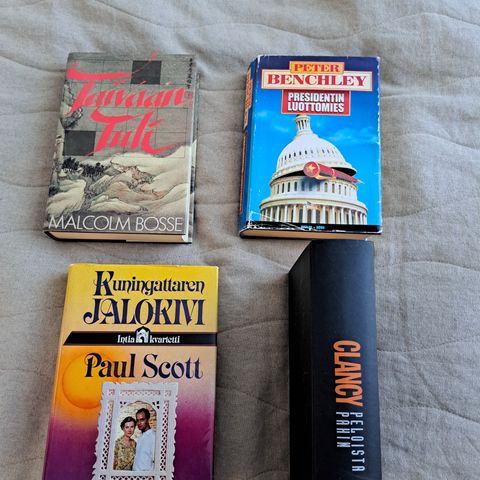 Taivaan
Tuli
MALCOLM BOSSE
PETER
BENCHLEY
PRESIDENTIN
LUOTTOMIES
Kuningattaren
JALOKIVI
Intia kvartetti
Paul Scott
CLANCY
PELOISTA
PAHIN